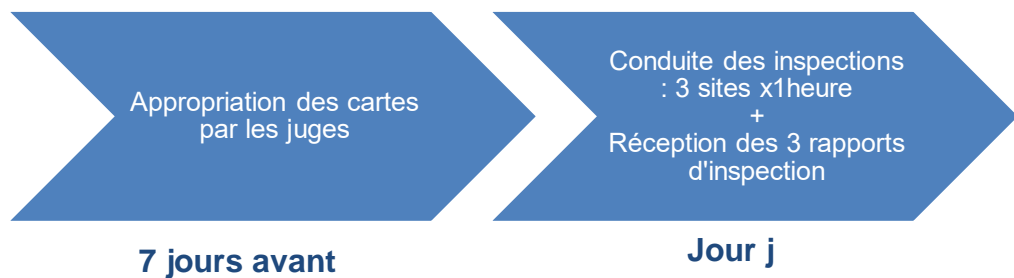 Appropriation des cartes
par les juges
Conduite des inspections
: 3 sites x1heure
+
Réception des 3 rapports
d'inspection
7 jours avant
Jour j